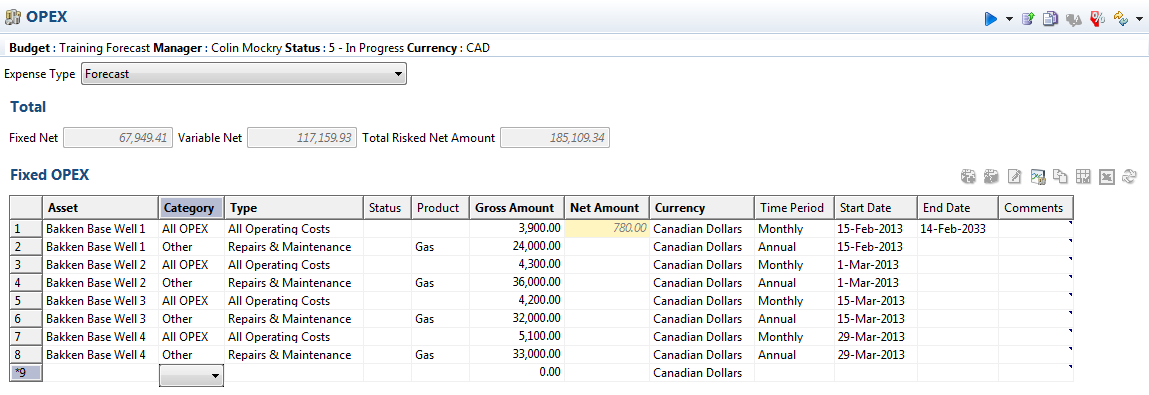 OPEX
Budget : Training Forecast Manager : Colin Mockry Status : 5 - In Progress Currency : CAD
Expense Type Forecast
Total
Fixed Net 67,949.41 Variable Net 117,159.93 Total Risked Net Amount 185,109.34
Fixed OPEX
Asset Category Type Status Product Gross Amount Net Amount Currency Time Period Start Date End Date Comments
1 Bakken Base Well 1 All OPEX All Operating Costs 3,900.00 780.00 Canadian Dollars Monthly 15-Feb-2013 14-Feb-2033
2 Bakken Base Well 1 Other Repairs & Maintenance Gas 24,000.00 Canadian Dollars Annual 15-Feb-2013
3 Bakken Base Well 2 All OPEX All Operating Costs 4,300.00 Canadian Dollars Monthly 1-Mar-2013
4 Bakken Base Well 2 Other Repairs & Maintenance Gas 36,000.00 Canadian Dollars Annual 1-Mar-2013
5 Bakken Base Well 3 All OPEX All Operating Costs 4,200.00 Canadian Dollars Monthly 15-Mar-2013
6 Bakken Base Well 3 Other Repairs & Maintenance Gas 32,000.00 Canadian Dollars Annual 15-Mar-2013
7 Bakken Base Well 4 All OPEX All Operating Costs 5,100.00 Canadian Dollars Monthly 29-Mar-2013
8 Bakken Base Well 4 Other Repairs & Maintenance Gas 33,000.00 Canadian Dollars Annual 29-Mar-2013
*9 0.00 Canadian Dollars